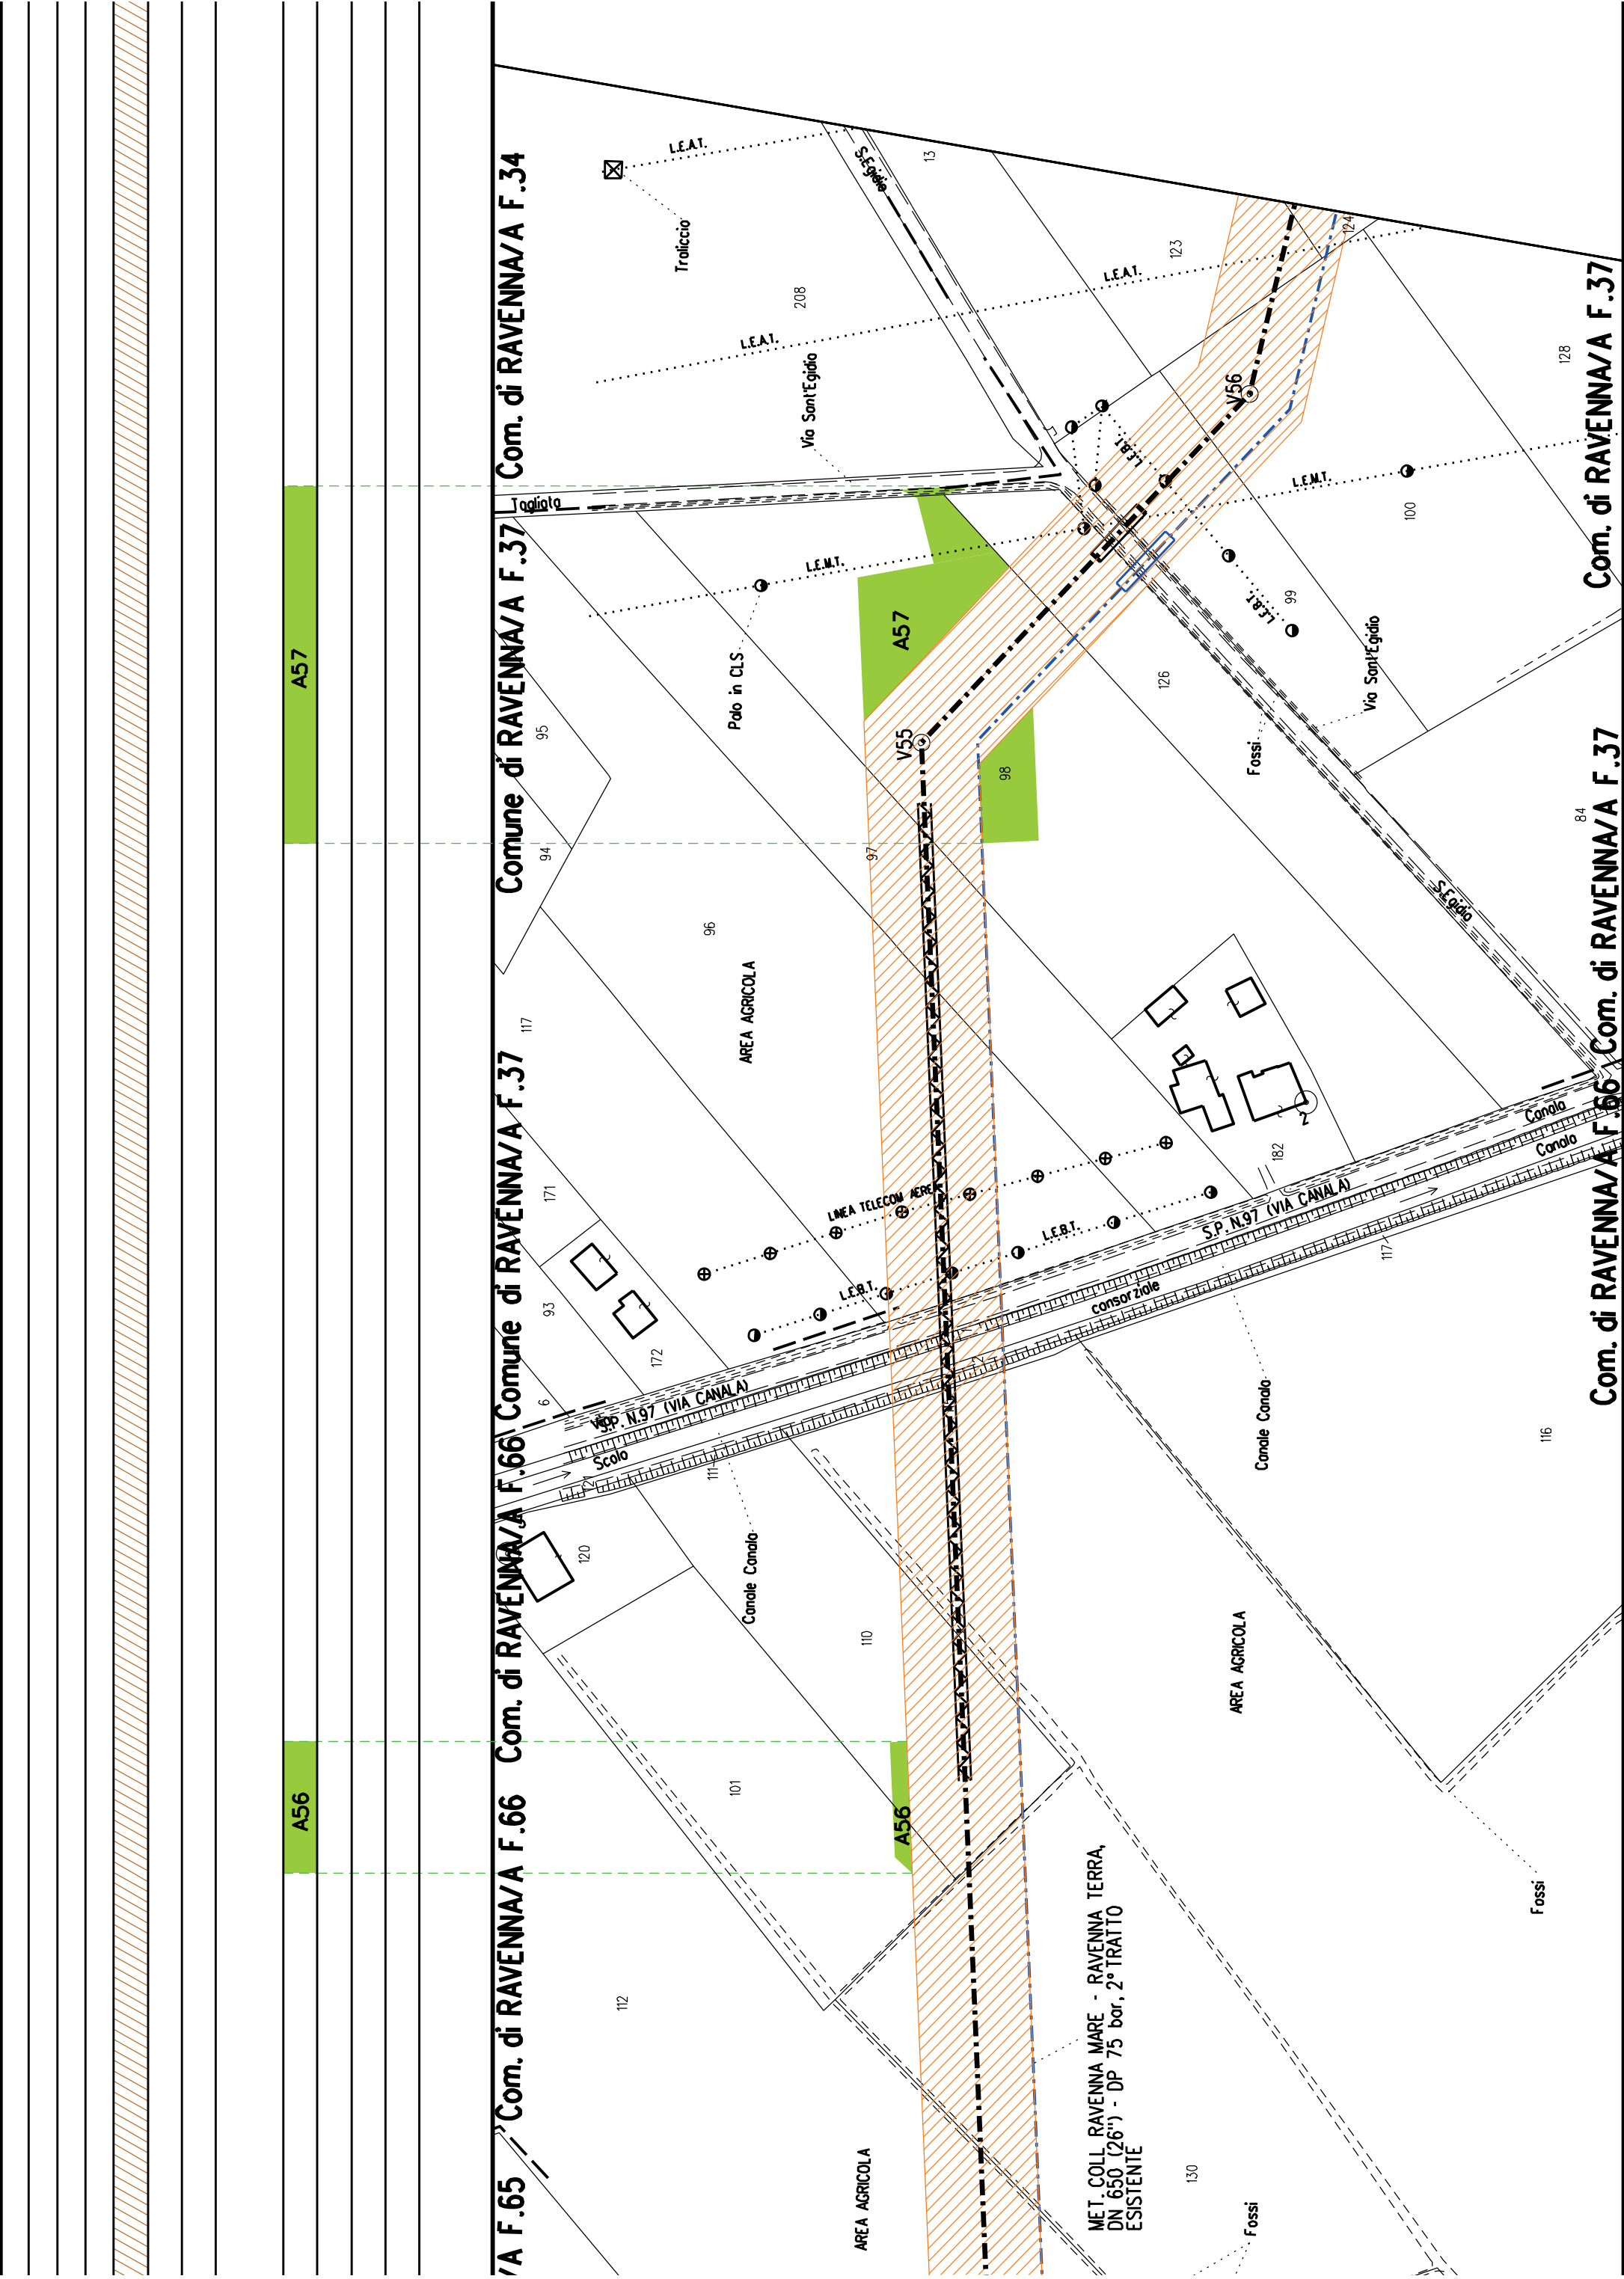 A56
A57
/A F.65
Com. di RAVENNA/A F.66
Com. di RAVENNA/A F.66
Comune di RAVENNA/A F.37
Comune di RAVENNA/A F.37
Com. di RAVENNA/A F.34
112
101
120
121
Scolo
111
6
93
172
171
117
94
95
Tagliata
Canale Canala
S.P. N.97 (VIA CANALA)
AREA AGRICOLA
96
Palo in CLS
L.E.M.T.
Via Sant'Egidio
208
L.E.A.T.
Traliccio
L.E.A.T.
S.Egidio
13
AREA AGRICOLA
110
A56
L.E.B.T.
LINEA TELECOM AEREA
97
V55
A57
98
MET. COLL. RAVENNA MARE - RAVENNA TERRA,
DN 650 (26") - DP 75 bar, 2° TRATTO
ESISTENTE
consorziale
L.E.B.T.
L.E.B.T.
L.E.A.T.
123
130
Fossi
AREA AGRICOLA
Canale Canala
S.P. N.97 (VIA CANALA)
182
2
126
Fossi
L.E.B.T.
99
V56
L.E.M.T.
124
117
Via Sant'Egidio
100
S.Egidio
Fossi
116
Canala
Canala
84
128
Com. di RAVENNA/A F.66
Com. di RAVENNA/A F.37
Com. di RAVENNA/A F.37